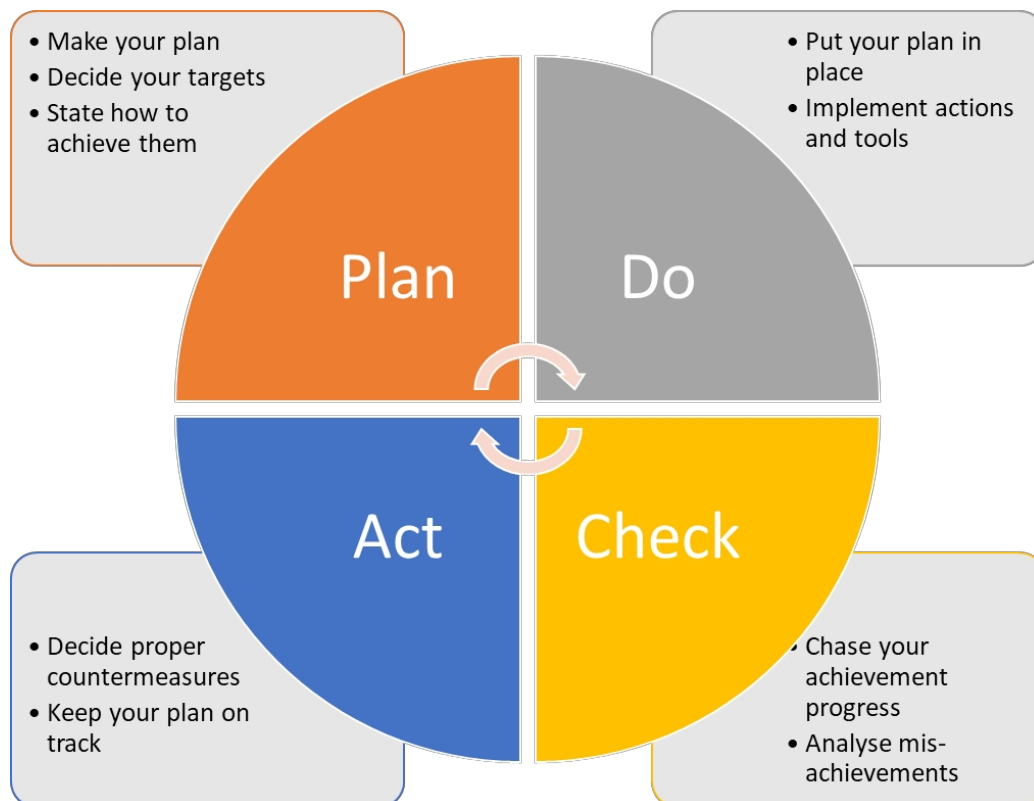 • Make your plan
• Decide your targets
• State how to
achieve them
• Put your plan in
place
• Implement actions
and tools
Plan
Do
Act
Check
• Decide proper
countermeasures
• Keep your plan on
track
• Chase your
achievement
progress
• Analyse mis-
achievements